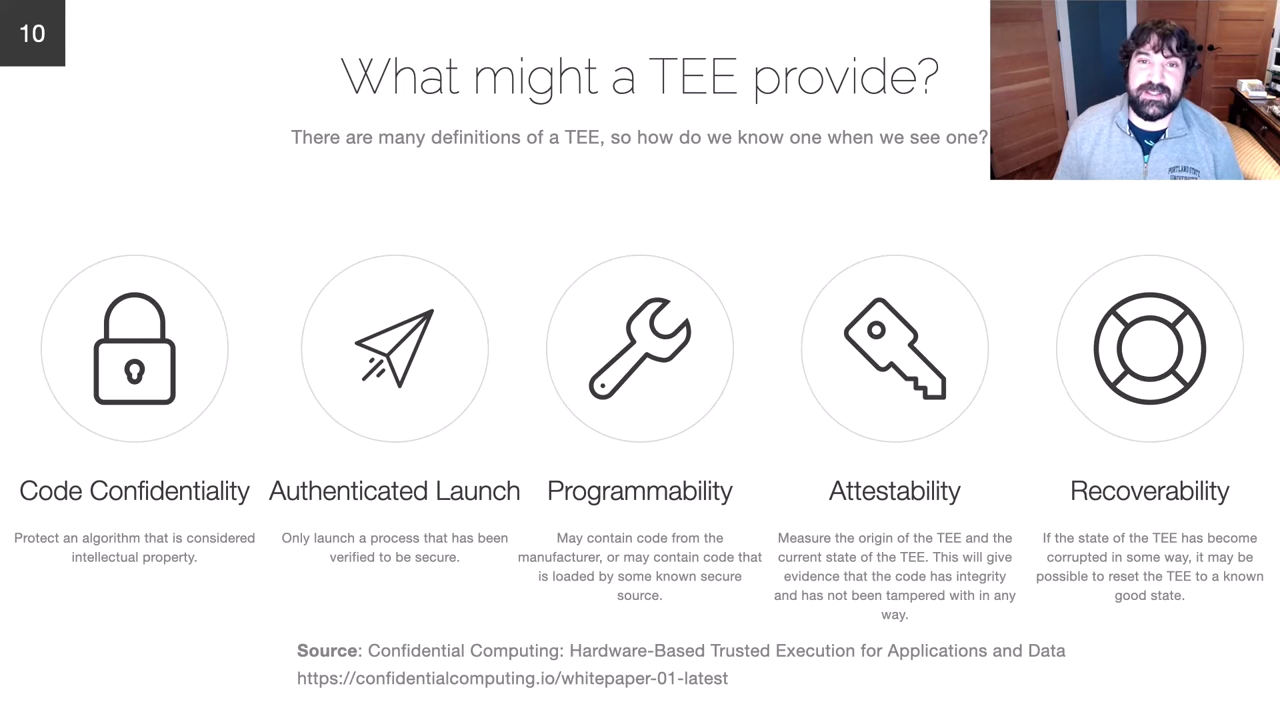 10
What might a TEE provide?
There are many definitions of a TEE, so how do we know one when we see one?
PORTLAND STATE
UNIVERSITY
Code Confidentiality
Protect an algorithm that is considered
intellectual property.
Authenticated Launch
Only launch a process that has been
verified to be secure.
Programmability
May contain code from the
manufacturer, or may contain code that
is loaded by some known secure
source.
Attestability
Measure the origin of the TEE and the
current state of the TEE. This will give
evidence that the code has integrity
and has not been tampered with in any
way.
Recoverability
If the state of the TEE has become
corrupted in some way, it may be
possible to reset the TEE to a known
good state.
Source: Confidential Computing: Hardware-Based Trusted Execution for Applications and Data
https://confidentialcomputing.io/whitepaper-01-latest